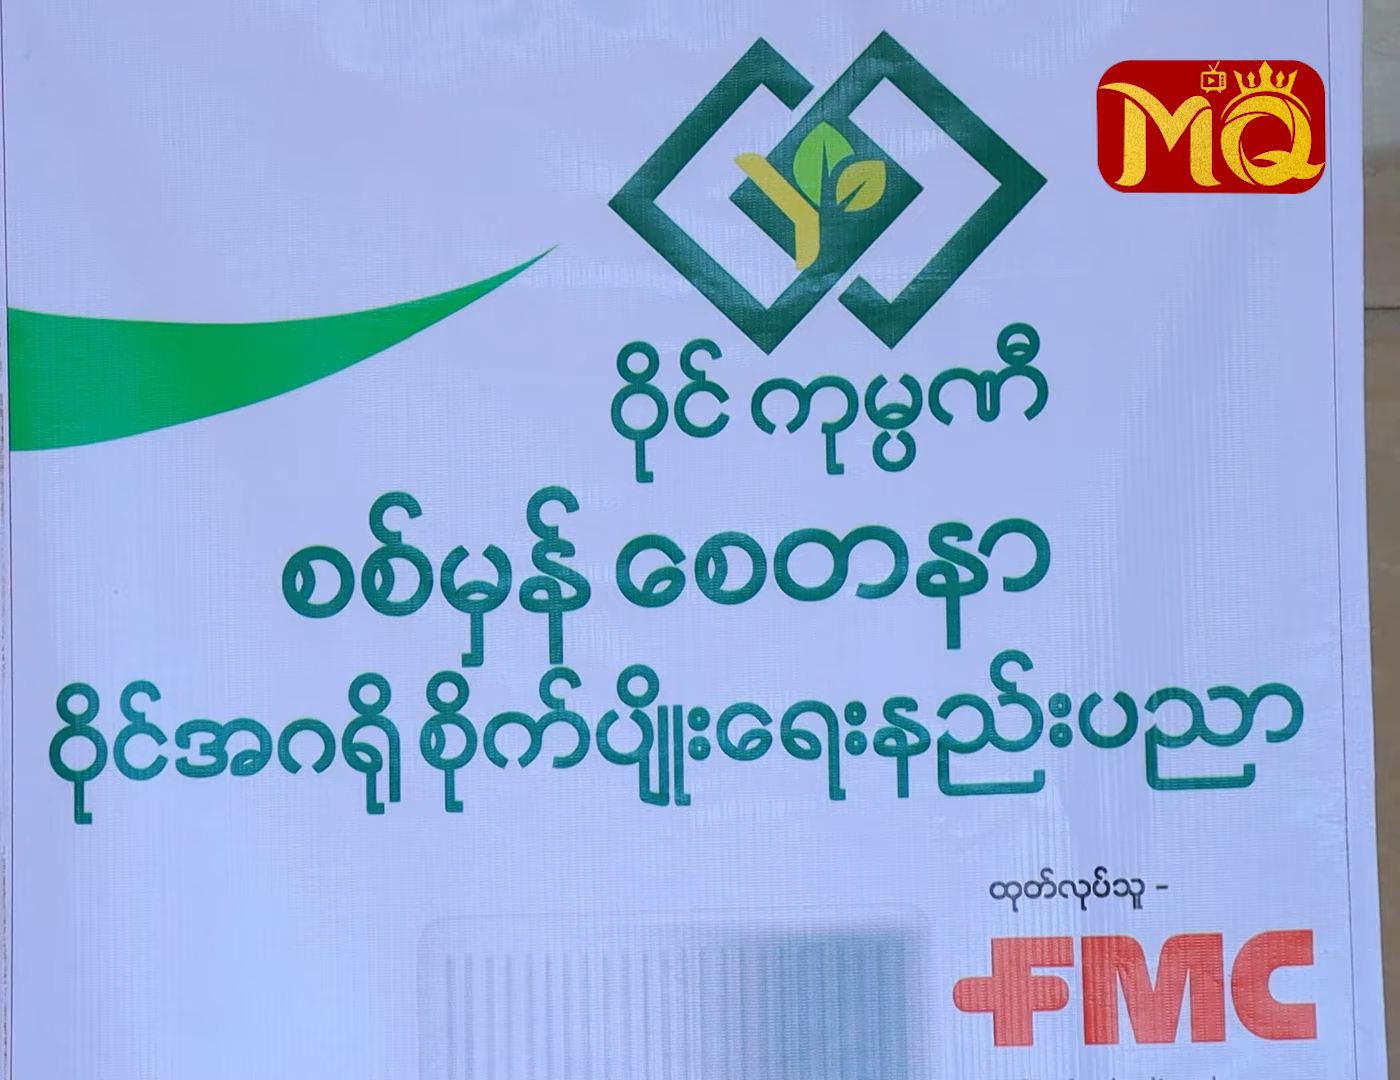 MQ
ဝိုင် ကုမ္ပဏီ
စစ်မှန် စေတနာ
ဝိုင်အဂရို စိုက်ပျိုးရေးနည်းပညာ
ထုတ်လုပ်သူ -
FMC